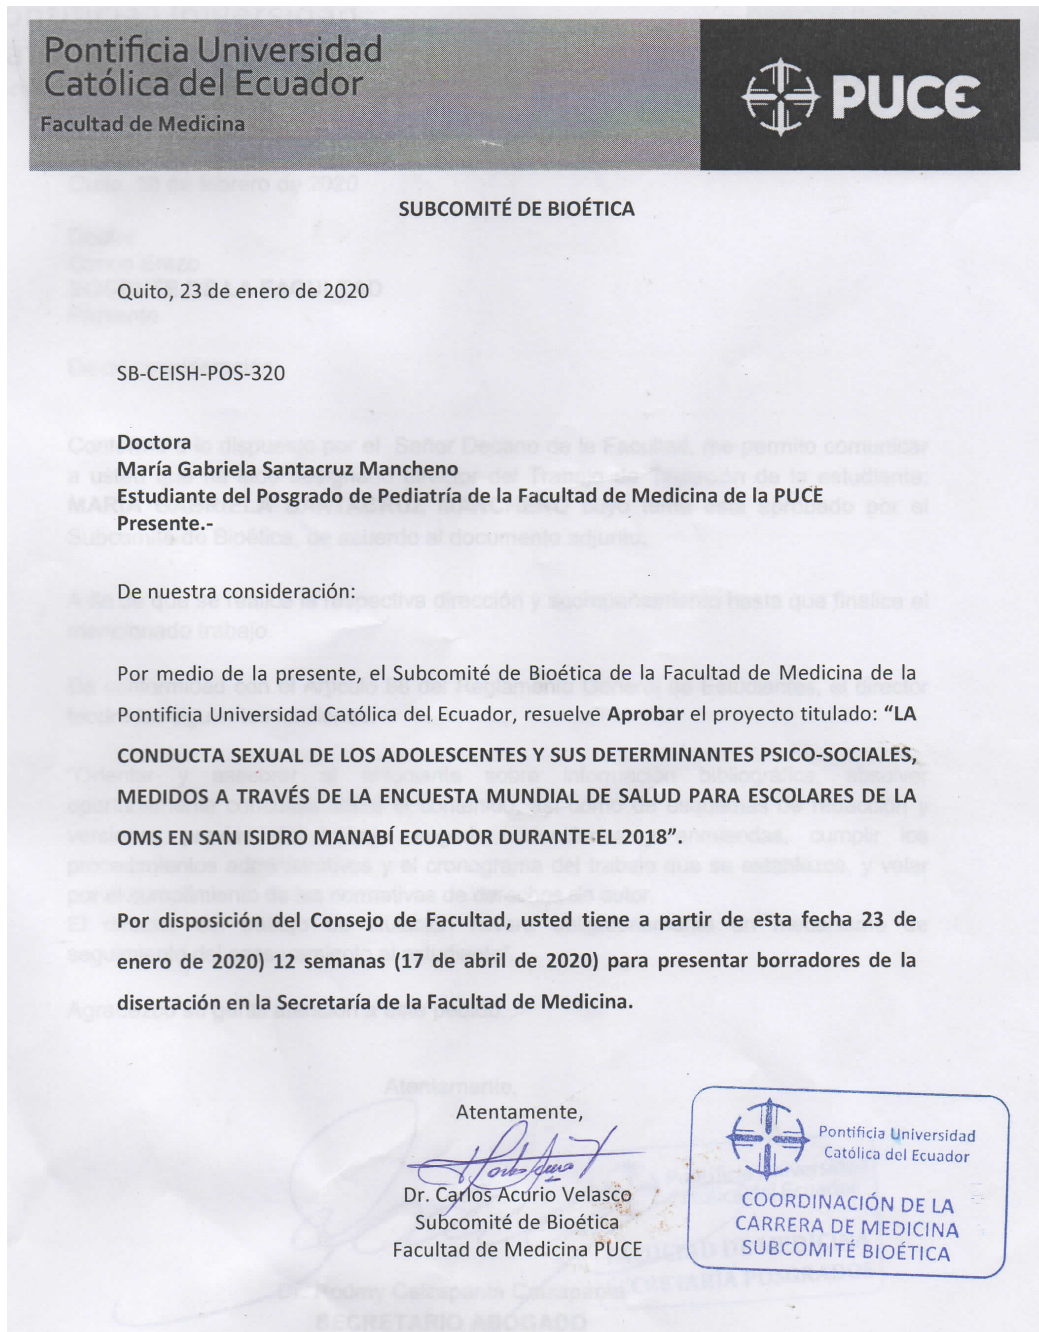 Pontificia Universidad
Católica del Ecuador
Facultad de Medicina
PUCE
SUBCOMITÉ DE BIOÉTICA
Quito, 23 de enero de 2020
SB-CEISH-POS-320
Doctora
María Gabriela Santacruz Mancheno
Estudiante del Posgrado de Pediatría de la Facultad de Medicina de la PUCE
Presente.-
De nuestra consideración:
Por medio de la presente, el Subcomité de Bioética de la Facultad de Medicina de la
Pontificia Universidad Católica del Ecuador, resuelve Aprobar el proyecto titulado: “LA
CONDUCTA SEXUAL DE LOS ADOLESCENTES Y SUS DETERMINANTES PSICO-SOCIALES,
MEDIDOS A TRAVÉS DE LA ENCUESTA MUNDIAL DE SALUD PARA ESCOLARES DE LA
OMS EN SAN ISIDRO MANABÍ ECUADOR DURANTE EL 2018”.
Por disposición del Consejo de Facultad, usted tiene a partir de esta fecha 23 de
enero de 2020) 12 semanas (17 de abril de 2020) para presentar borradores de la
disertación en la Secretaría de la Facultad de Medicina.
Atentamente,
Dr. Carlos Acurio Velasco
Subcomité de Bioética
Facultad de Medicina PUCE
Pontificia Universidad
Católica del Ecuador
COORDINACIÓN DE LA
CARRERA DE MEDICINA
SUBCOMITÉ BIOÉTICA